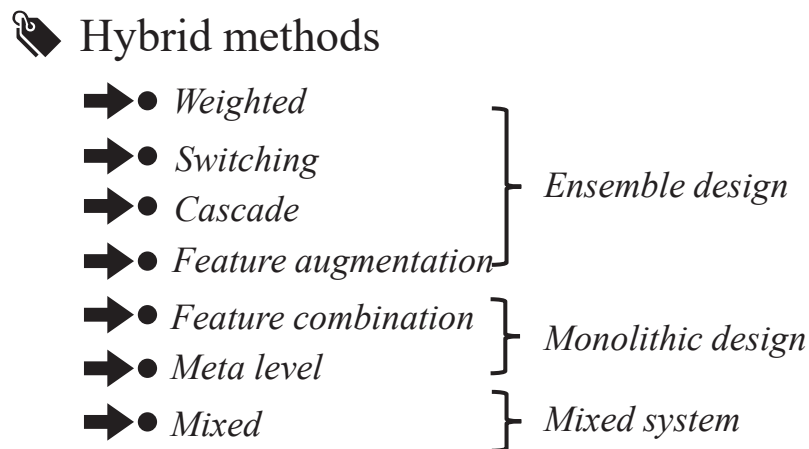 Hybrid methods
Weighted
Switching
Cascade
Feature augmentation
Ensemble design
Feature combination
Meta level
Monolithic design
Mixed
Mixed system